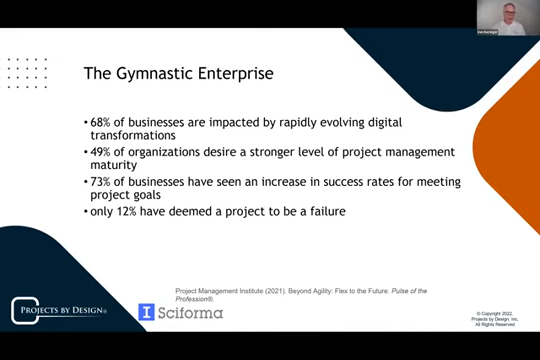 The Gymnastic Enterprise
• 68% of businesses are impacted by rapidly evolving digital
transformations
• 49% of organizations desire a stronger level of project management
maturity
• 73% of businesses have seen an increase in success rates for meeting
project goals
• only 12% have deemed a project to be a failure
Project Management Institute (2021). Beyond Agility: Flex to the Future. Pulse of the
Profession®.
PROJECTS BY DESIGN®
Sciforma
© Copyright 2022.
Projects by Design, Inc.
All Rights Reserved